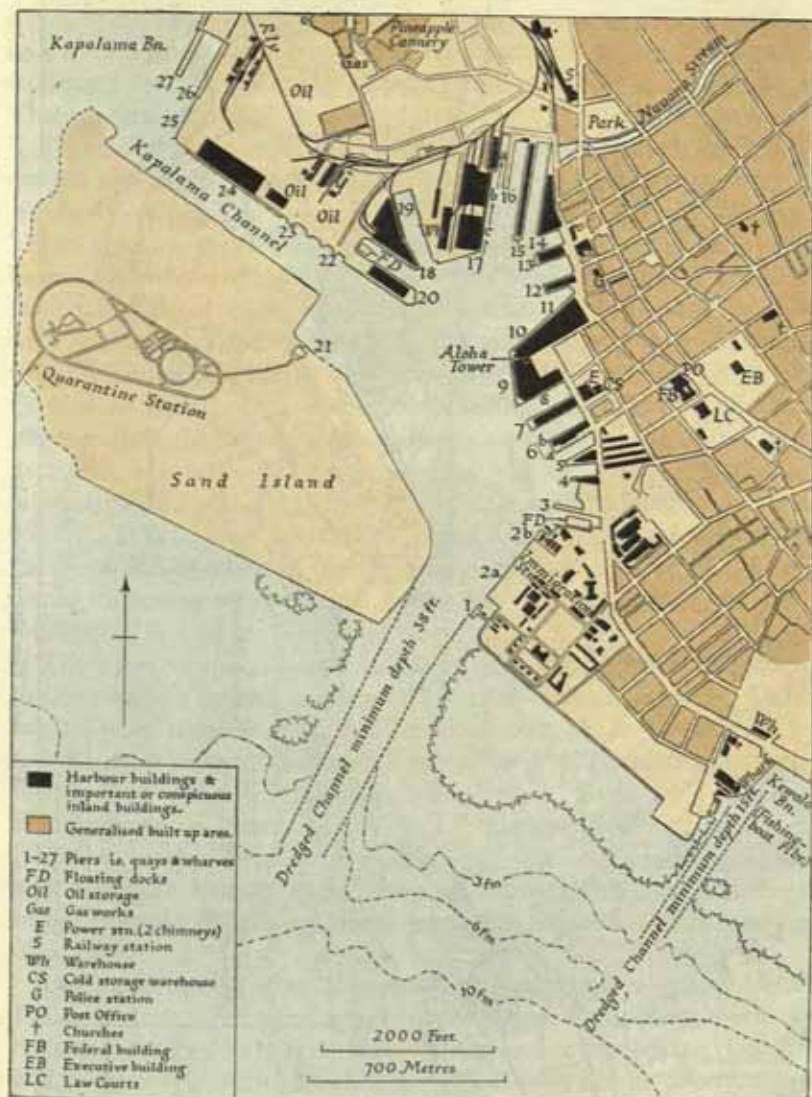 Kapalama Bn.
Pineapple
Cannery
Gas
Oil
S
Park
Nuuanu Stream
27
26
25
24
Kapalama Channel
Oil
Oil
23
22
19
FD
18
20
Wh
17
16
15
14
13
12
11
10
Aloha
Tower
9
8
7
6
5
4
3
FD
2b
2a
1
G
E
CS
PO
FB
EB
LC
†
†
†
21
Quarantine Station
Sand Island
Dredged Channel minimum depth 38 ft.
Wh
Bn.
Fishing
boat
Dredged Channel minimum depth 15 ft.
3 fm
6 fm
10 fm
2000 Feet
700 Metres
Harbour buildings &
important or conspicuous
inland buildings.
Generalised built up area.
1-27 Piers i.e. quays & wharves
FD Floating docks
Oil Oil storage
Gas Gas works
E Power stn. (2 chimneys)
S Railway station
Wh Warehouse
CS Cold storage warehouse
G Police station
PO Post Office
† Churches
FB Federal building
EB Executive building
LC Law Courts